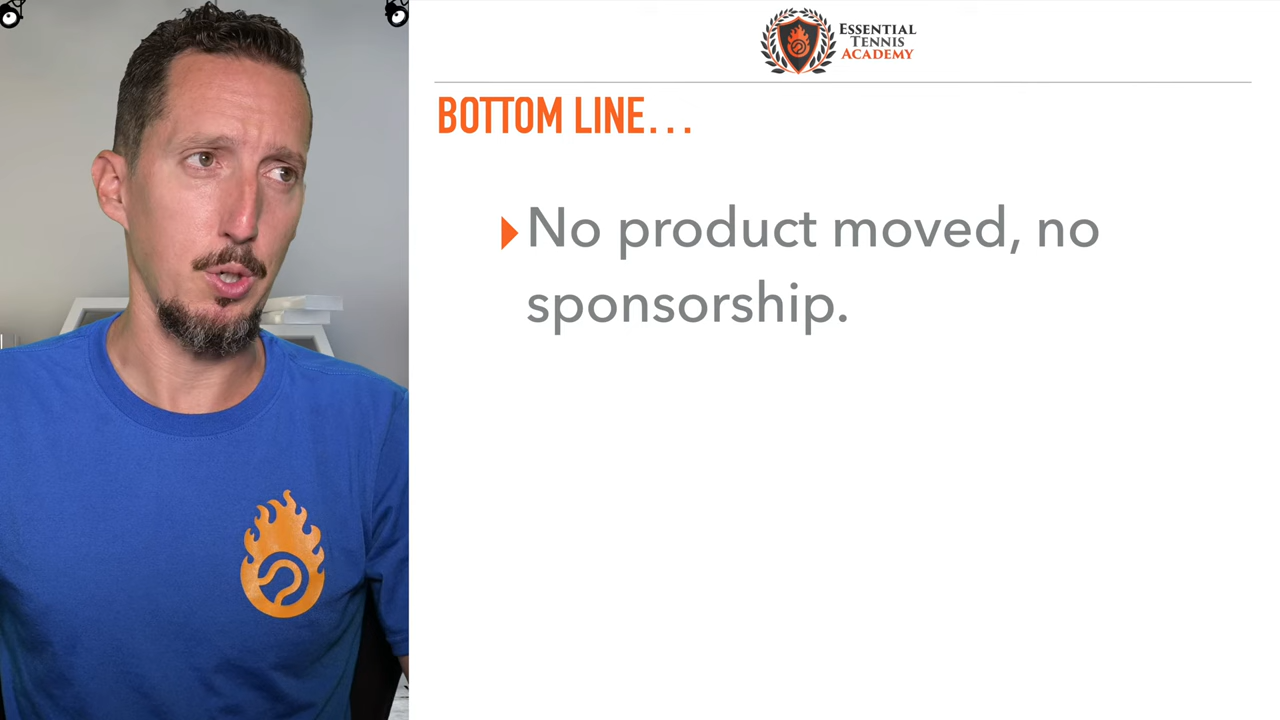 ESSENTIAL
TENNIS
ACADEMY
BOTTOM LINE...
No product moved, no
sponsorship.